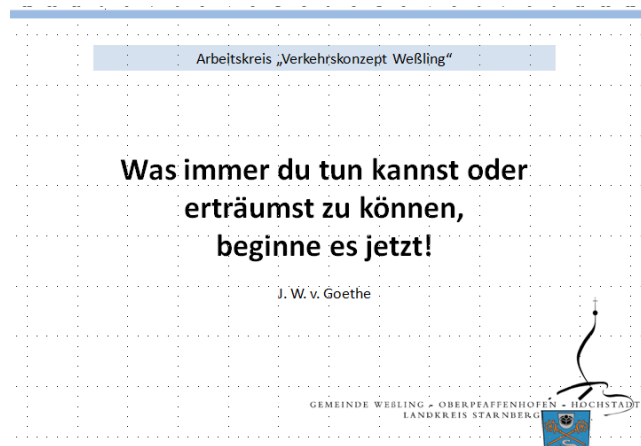 Arbeitskreis „Verkehrskonzept Weßling“
Was immer du tun kannst oder
erträumst zu können,
beginne es jetzt!
J. W. v. Goethe
GEMEINDE WEßLING - OBERPFAFFENHOFEN - HOCHSTADT
LANDKREIS STARNBERG